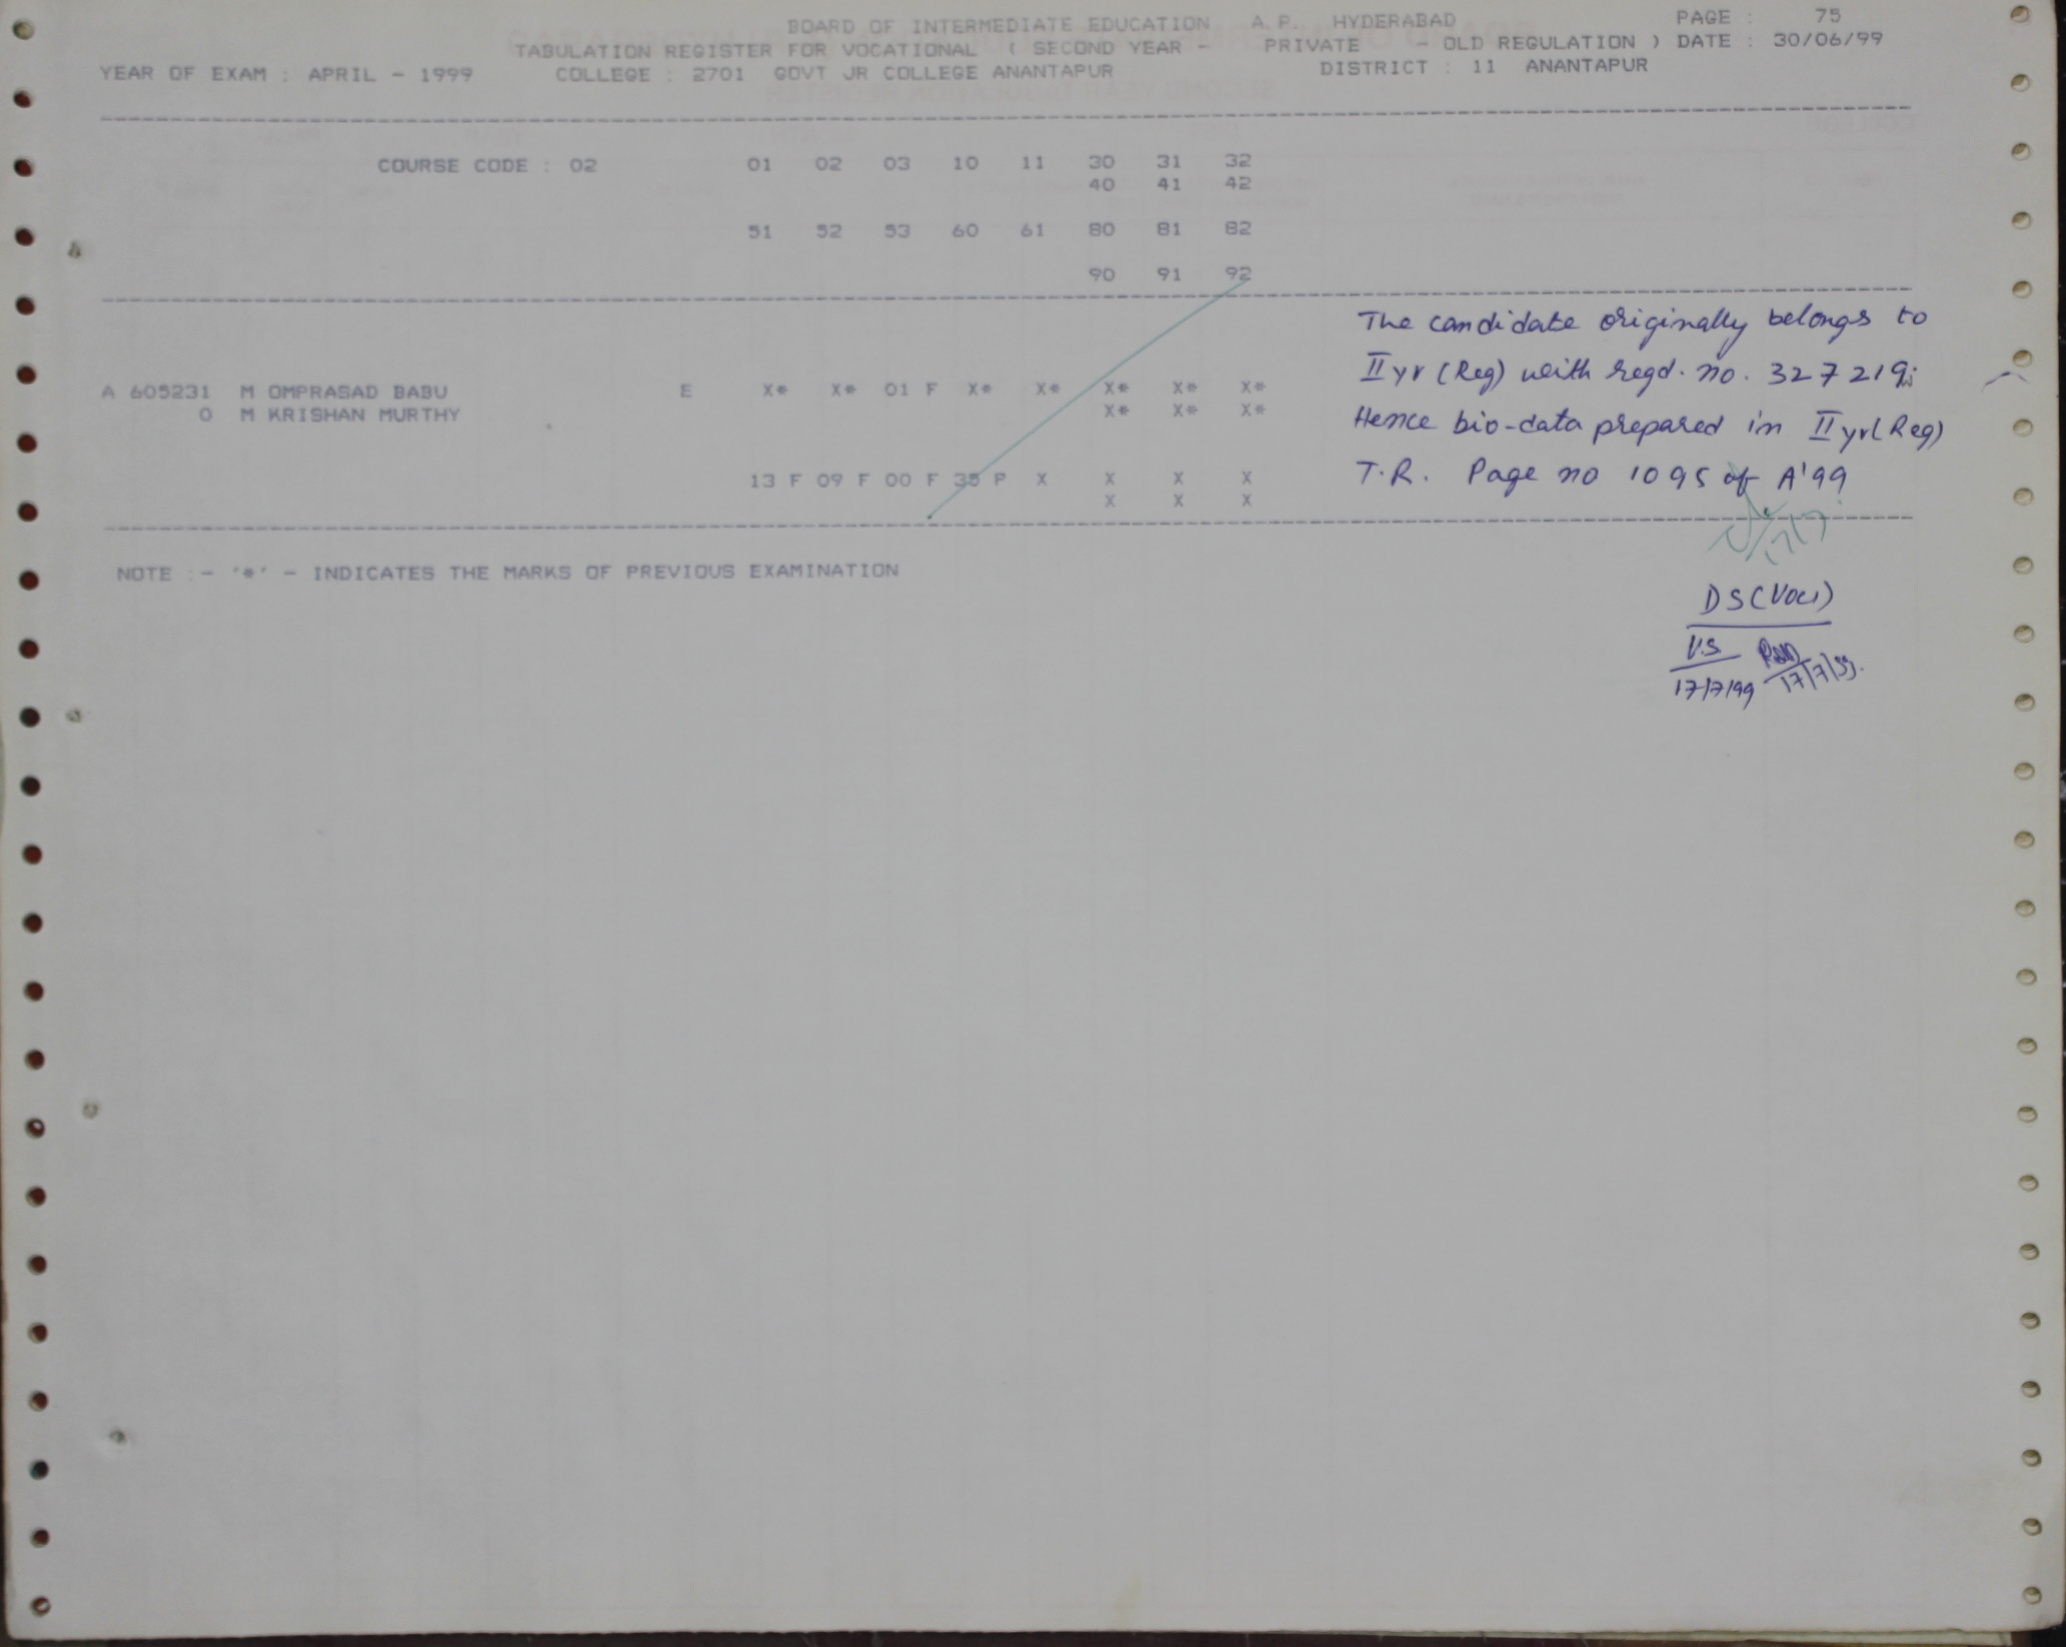 BOARD OF INTERMEDIATE EDUCATION A.P. HYDERABAD PAGE : 75
TABULATION REGISTER FOR VOCATIONAL ( SECOND YEAR - PRIVATE - OLD REGULATION ) DATE : 30/06/99
YEAR OF EXAM : APRIL - 1999 COLLEGE : 2701 GOVT JR COLLEGE ANANTAPUR DISTRICT : 11 ANANTAPUR
COURSE CODE : 02 01 02 03 10 11 30 31 32
40 41 42
51 52 53 60 61 80 81 82
90 91 92
The candidate originally belongs to
II yr (Reg) with regd. no. 327219;
A 605231 M OMPRASAD BABU E X* X* 01 F X* X* X* X* X*
0 M KRISHAN MURTHY X* X* X*
Hence bio-data prepared in II yr (Reg)
T.R. Page no 1095 of A'99
13 F 09 F 00 F 35 P X X X X
X X X
17/7
NOTE :- '*' - INDICATES THE MARKS OF PREVIOUS EXAMINATION
DS (Voc)
V.S
17/7/99 17/7/99.